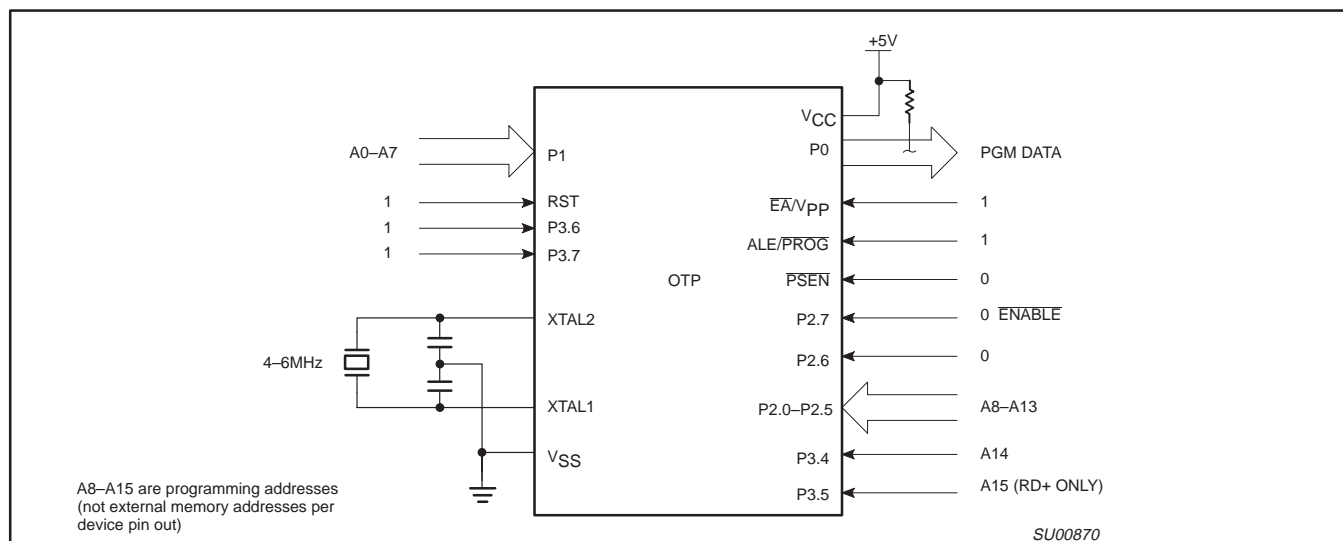 +5V
VCC
A0–A7
P1
P0
PGM DATA
1
RST
EA/VPP
1
1
P3.6
ALE/PROG
1
1
P3.7
OTP
PSEN
0
XTAL2
P2.7
0 ENABLE
4–6MHz
P2.6
0
XTAL1
P2.0–P2.5
A8–A13
VSS
P3.4
A14
P3.5
A15 (RD+ ONLY)
A8–A15 are programming addresses
(not external memory addresses per
device pin out)
SU00870